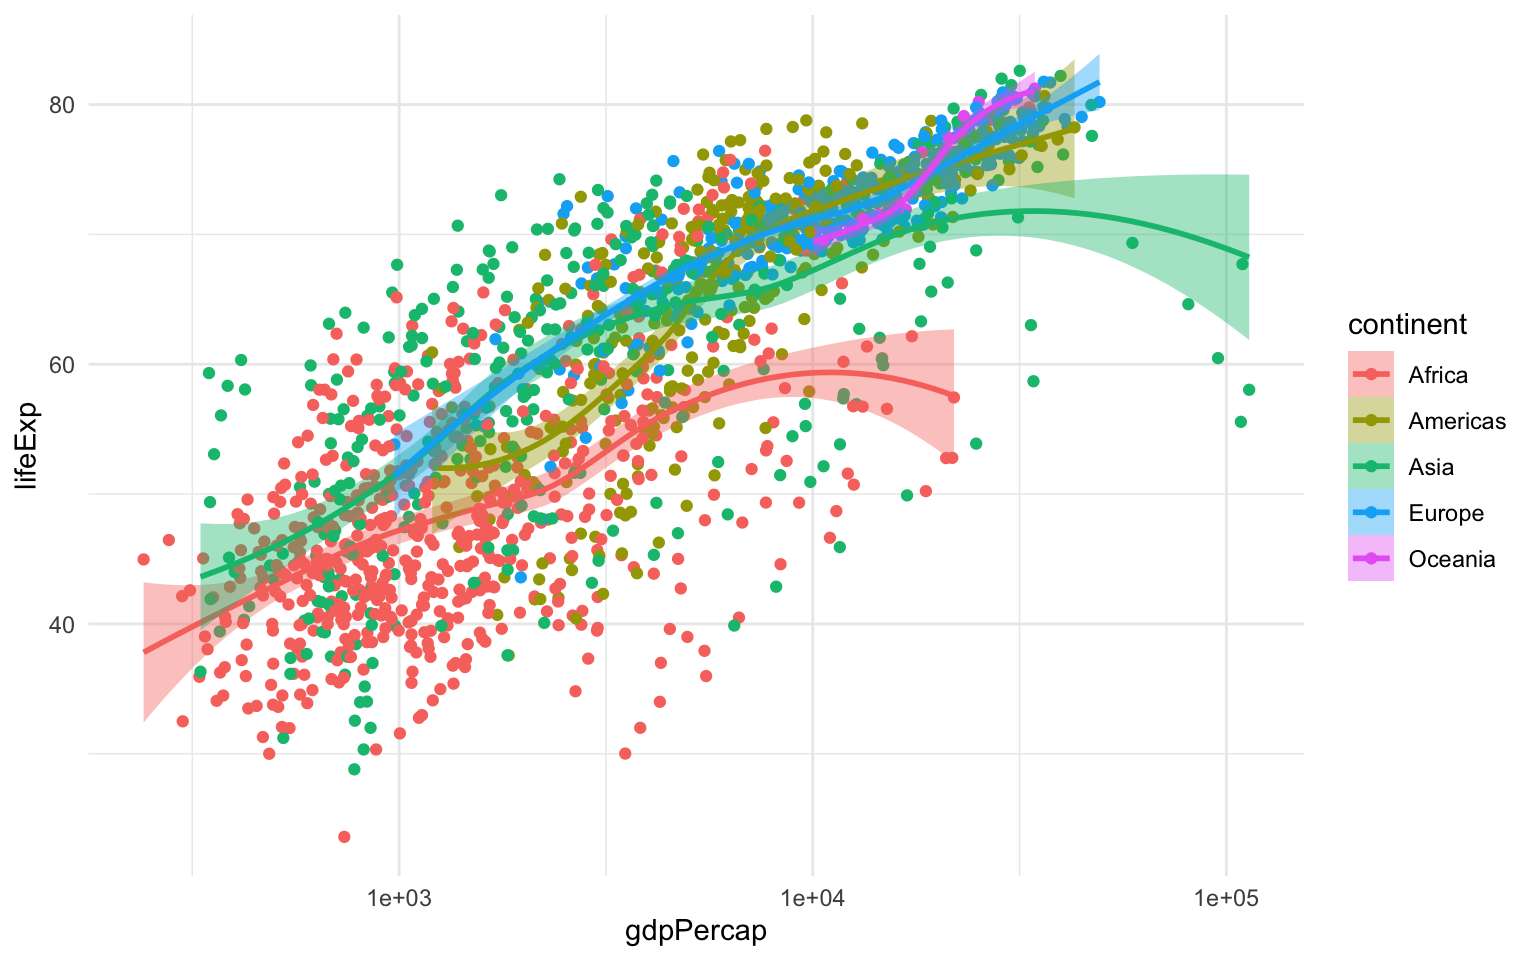 lifeExp
80
60
40
1e+03
1e+04
1e+05
gdpPercap
continent
Africa
Americas
Asia
Europe
Oceania